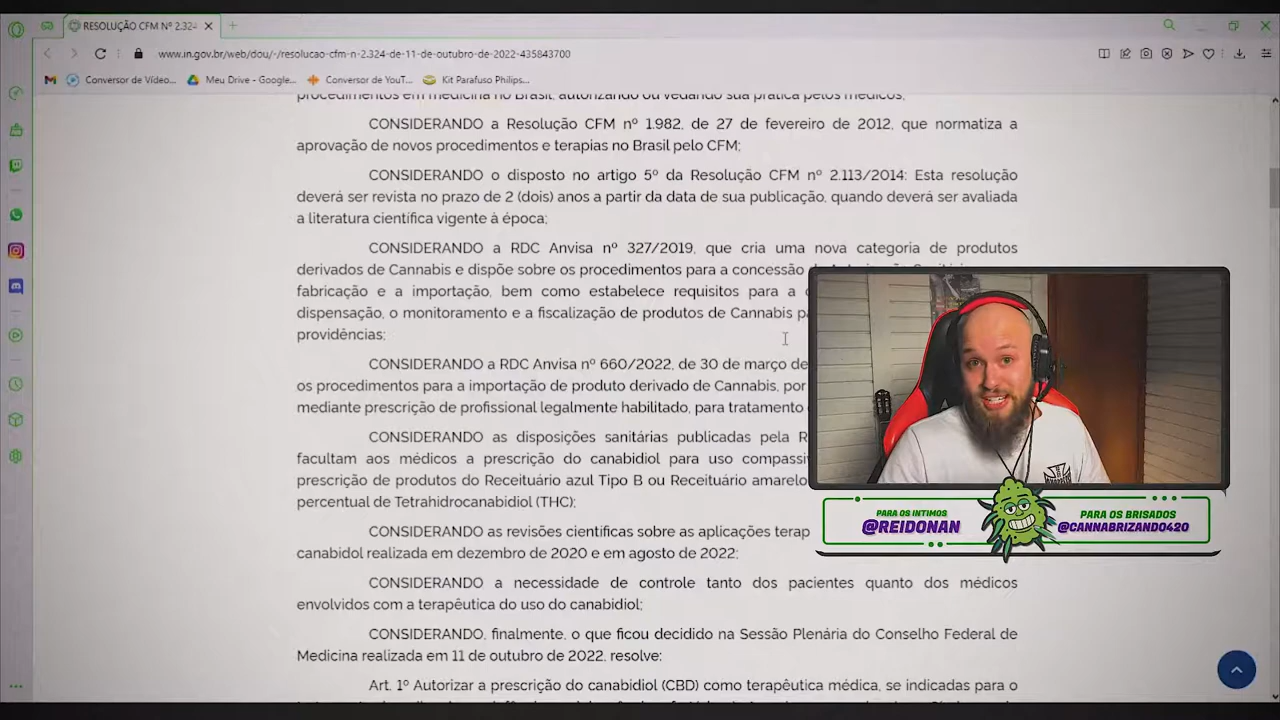 RESOLUÇÃO CFM Nº 2.324
www.in.gov.br/web/dou/-/resolucao-cfm-n-2.324-de-11-de-outubro-de-2022-435843700
Conversor de Vídeo... Meu Drive - Google... Conversor de YouT... Kit Parafuso Philips...
procedimentos em medicina no Brasil, autorizando ou vedando sua prática pelos médicos;
CONSIDERANDO a Resolução CFM nº 1.982, de 27 de fevereiro de 2012, que normatiza a
aprovação de novos procedimentos e terapias no Brasil pelo CFM;
CONSIDERANDO o disposto no artigo 5º da Resolução CFM nº 2.113/2014: Esta resolução
deverá ser revista no prazo de 2 (dois) anos a partir da data de sua publicação, quando deverá ser avaliada
a literatura científica vigente à época;
CONSIDERANDO a RDC Anvisa nº 327/2019, que cria uma nova categoria de produtos
derivados de Cannabis e dispõe sobre os procedimentos para a concessão
fabricação e a importação, bem como estabelece requisitos para a
dispensação, o monitoramento e a fiscalização de produtos de Cannabis
providências;
CONSIDERANDO a RDC Anvisa nº 660/2022, de 30 de março de
os procedimentos para a importação de produto derivado de Cannabis, por
mediante prescrição de profissional legalmente habilitado, para tratamento
CONSIDERANDO as disposições sanitárias publicadas pela R
facultam aos médicos a prescrição do canabidiol para uso compassi
prescrição de produtos do Receituário azul Tipo B ou Receituário amarelo
percentual de Tetrahidrocanabidiol (THC);
CONSIDERANDO as revisões científicas sobre as aplicações terap
canabidol realizada em dezembro de 2020 e em agosto de 2022;
CONSIDERANDO a necessidade de controle tanto dos pacientes quanto dos médicos
envolvidos com a terapêutica do uso do canabidiol;
CONSIDERANDO, finalmente, o que ficou decidido na Sessão Plenária do Conselho Federal de
Medicina realizada em 11 de outubro de 2022, resolve:
Art. 1º Autorizar a prescrição do canabidiol (CBD) como terapêutica médica, se indicadas para o
PARA OS INTIMOS
@REIDONAN
PARA OS BRISADOS
@CANNABRIZANDO420